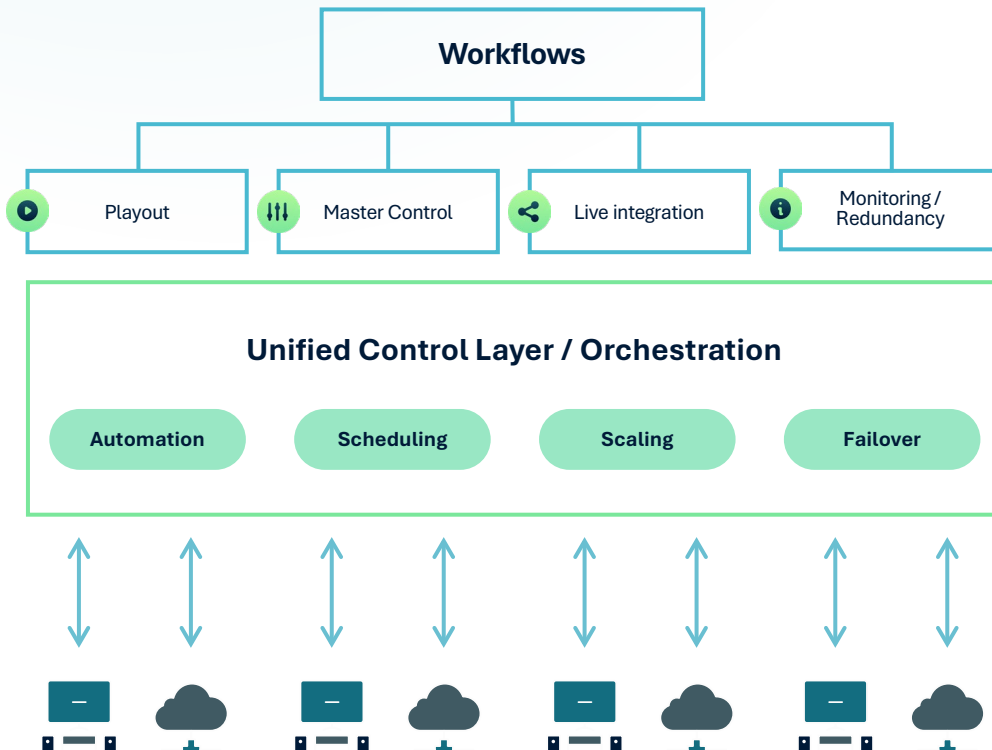 Workflows
Playout
Master Control
Live integration
Monitoring /
Redundancy
Unified Control Layer / Orchestration
Automation
Scheduling
Scaling
Failover